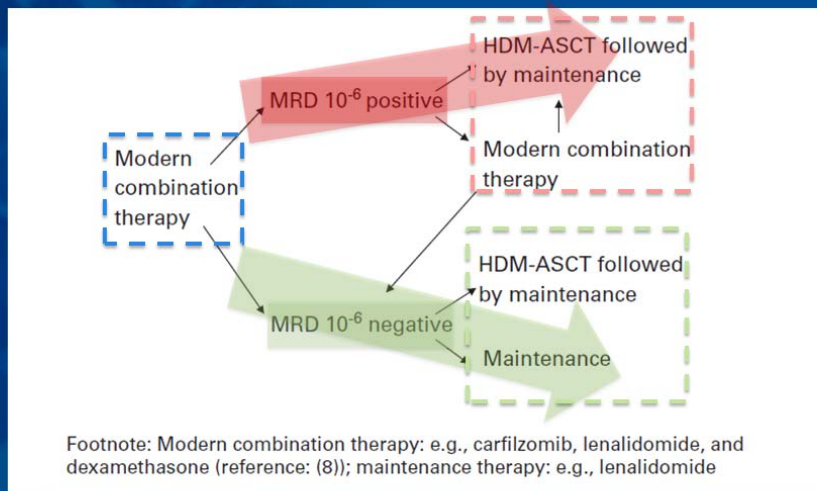 HDM-ASCT followed
by maintenance
MRD 10⁻⁶ positive
Modern
combination
therapy
Modern combination
therapy
HDM-ASCT followed
by maintenance
MRD 10⁻⁶ negative
Maintenance
Footnote: Modern combination therapy: e.g., carfilzomib, lenalidomide, and
dexamethasone (reference: (8)); maintenance therapy: e.g., lenalidomide